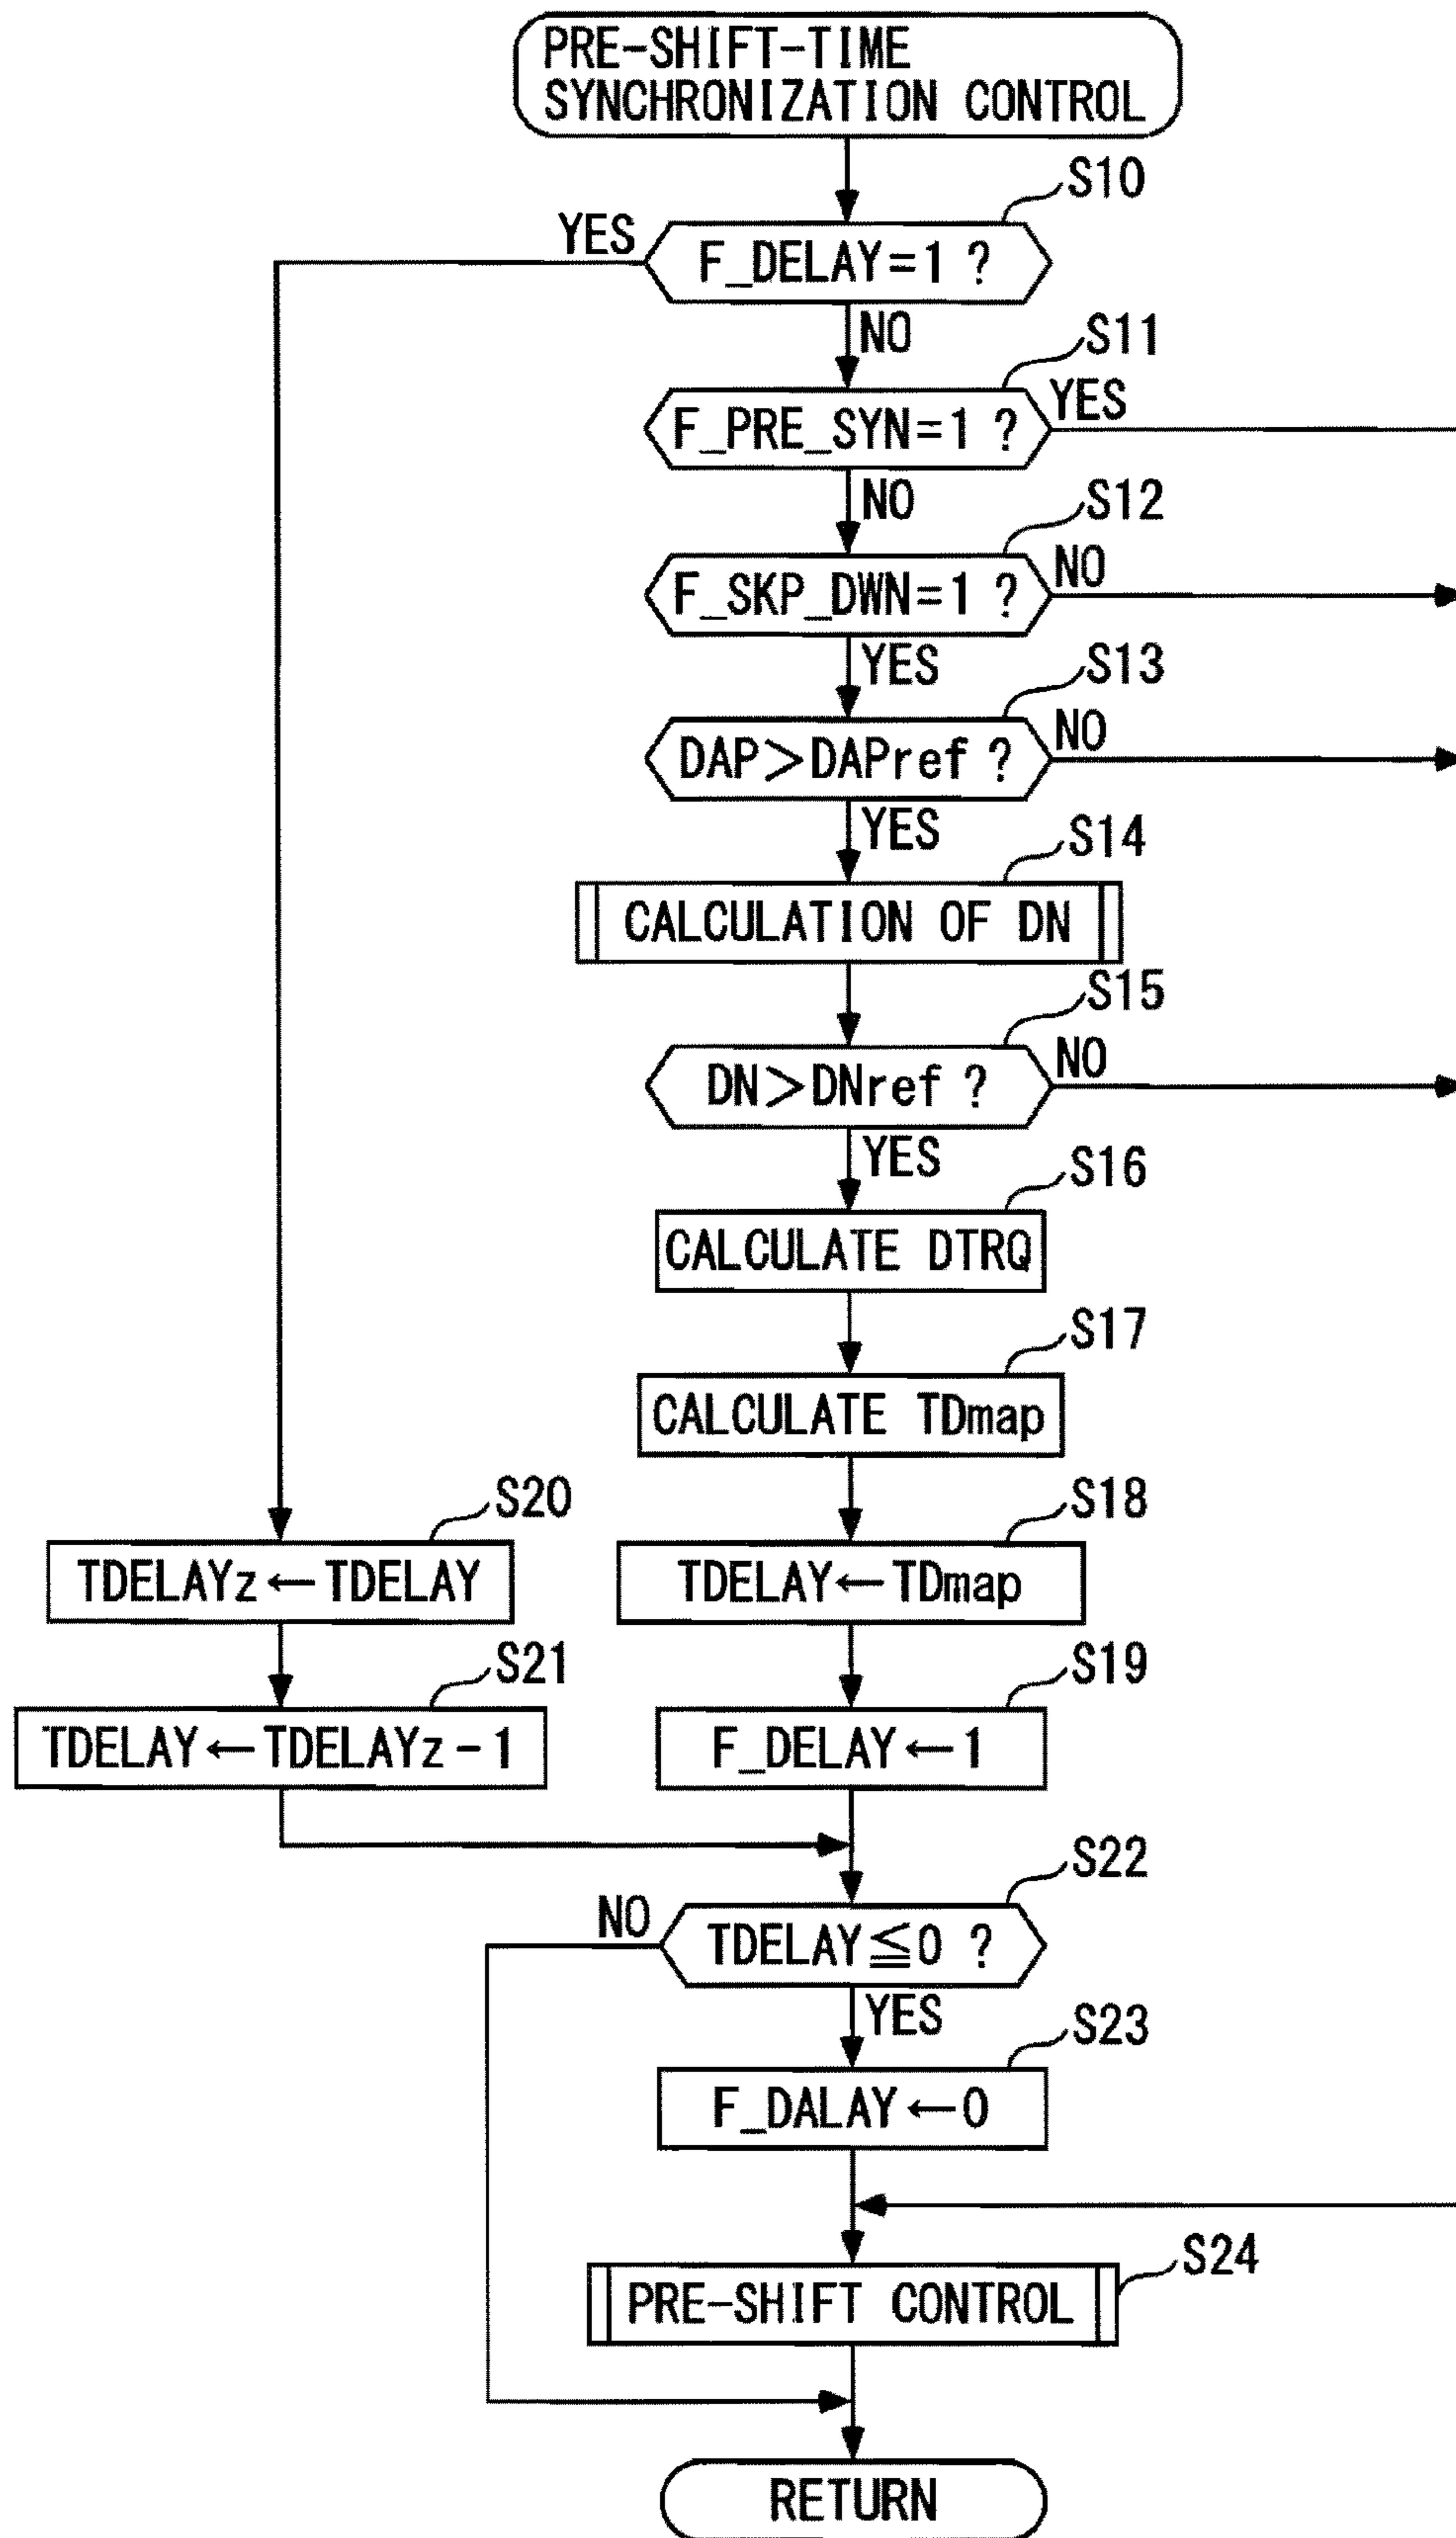 PRE-SHIFT-TIME
SYNCHRONIZATION CONTROL
S10
YES
F_DELAY=1 ?
NO
S11
F_PRE_SYN=1 ?
YES
NO
S12
F_SKP_DWN=1 ?
NO
YES
S13
DAP>DAPref ?
NO
YES
S14
CALCULATION OF DN
S15
DN>DNref ?
NO
YES
S16
CALCULATE DTRQ
S17
CALCULATE TDmap
S20
S18
TDELAYz←TDELAY
TDELAY←TDmap
S21
S19
TDELAY←TDELAYz-1
F_DELAY←1
S22
NO
TDELAY≦0 ?
YES
S23
F_DALAY←0
S24
PRE-SHIFT CONTROL
RETURN